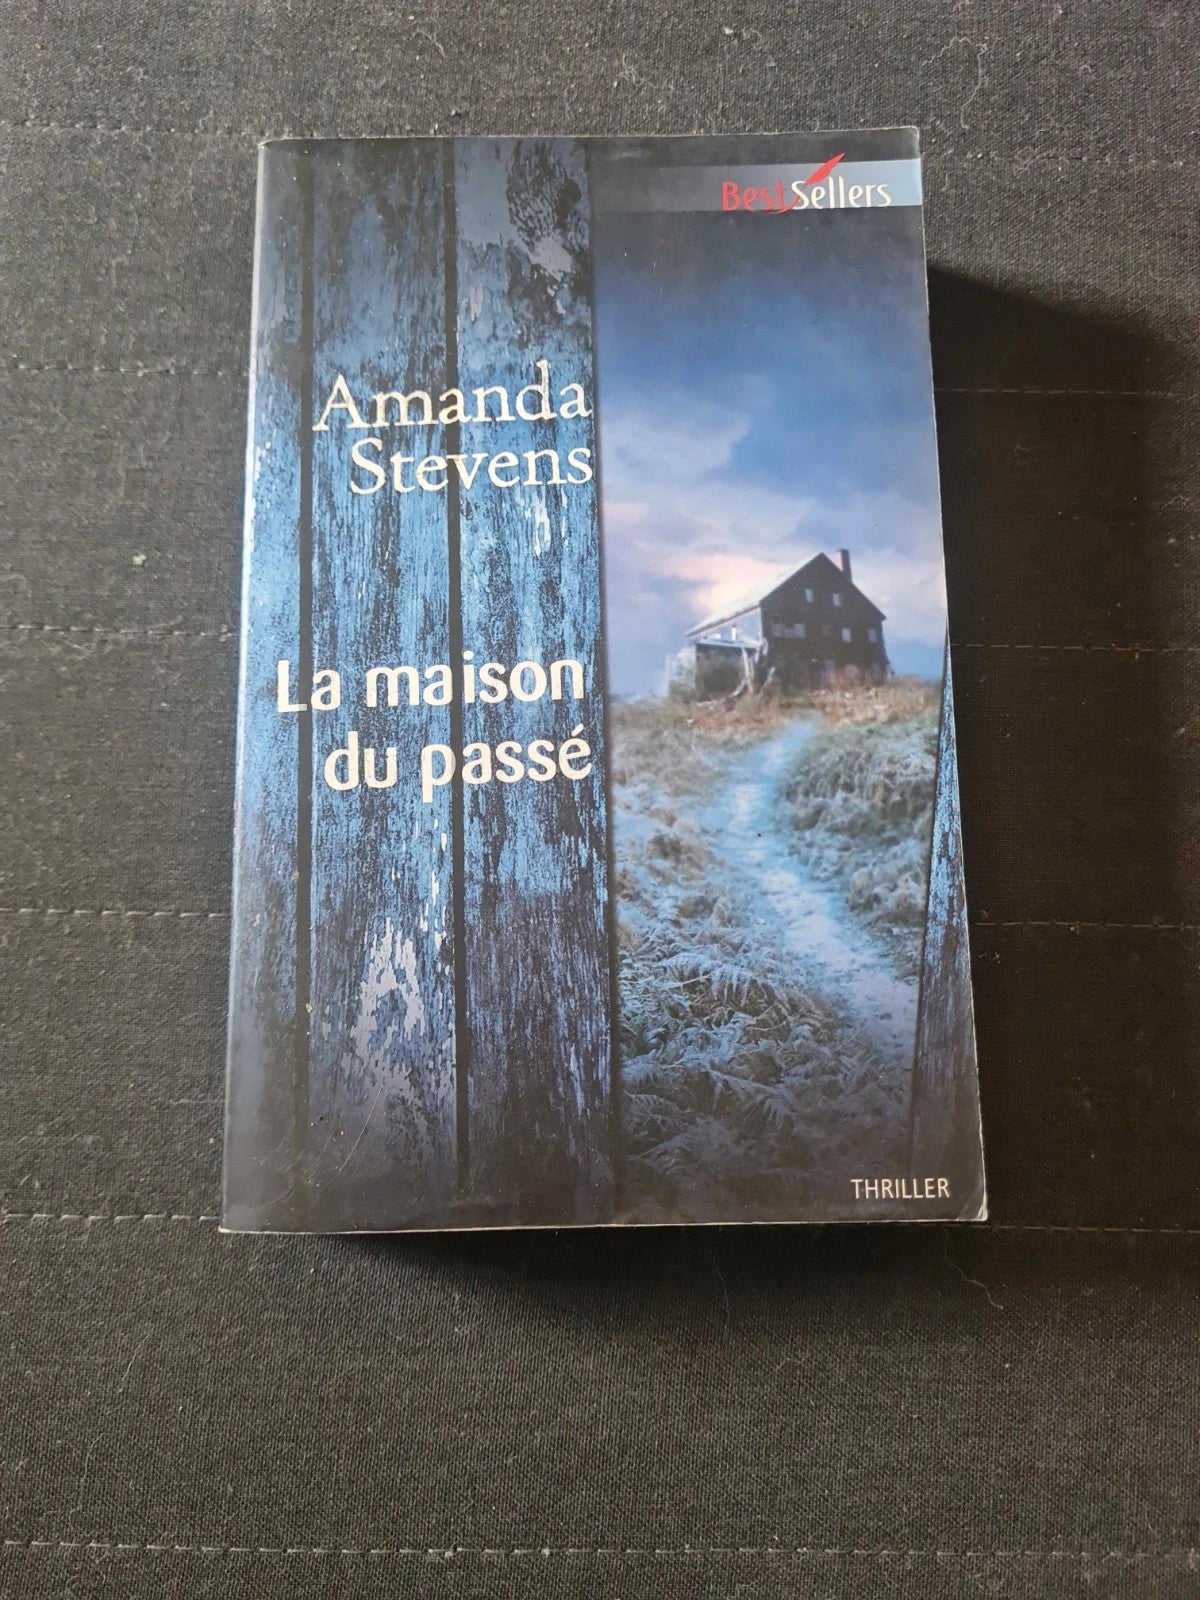 BestSellers
Amanda
Stevens
La maison
du passé
THRILLER